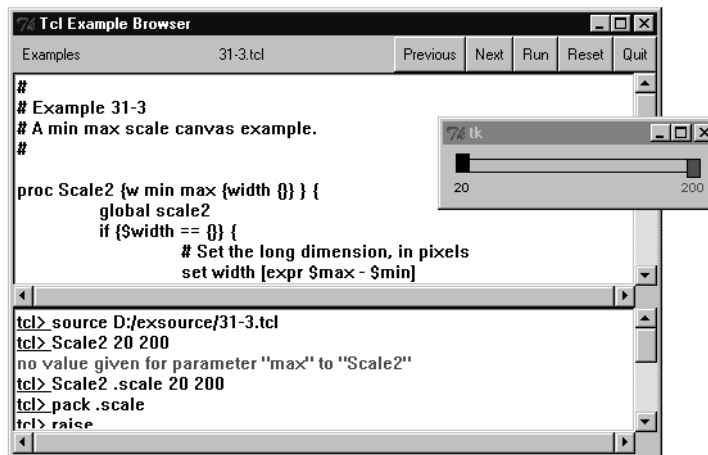 Tcl Example Browser
Examples 31-3.tcl Previous Next Run Reset Quit
#
# Example 31-3
# A min max scale canvas example.
#
proc Scale2 {w min max {width {}} } {
global scale2
if {$width == {}} {
# Set the long dimension, in pixels
set width [expr $max - $min]
tk
20 200
tcl> source D:/exsource/31-3.tcl
tcl> Scale2 20 200
no value given for parameter "max" to "Scale2"
tcl> Scale2 .scale 20 200
tcl> pack .scale
tcl> raise